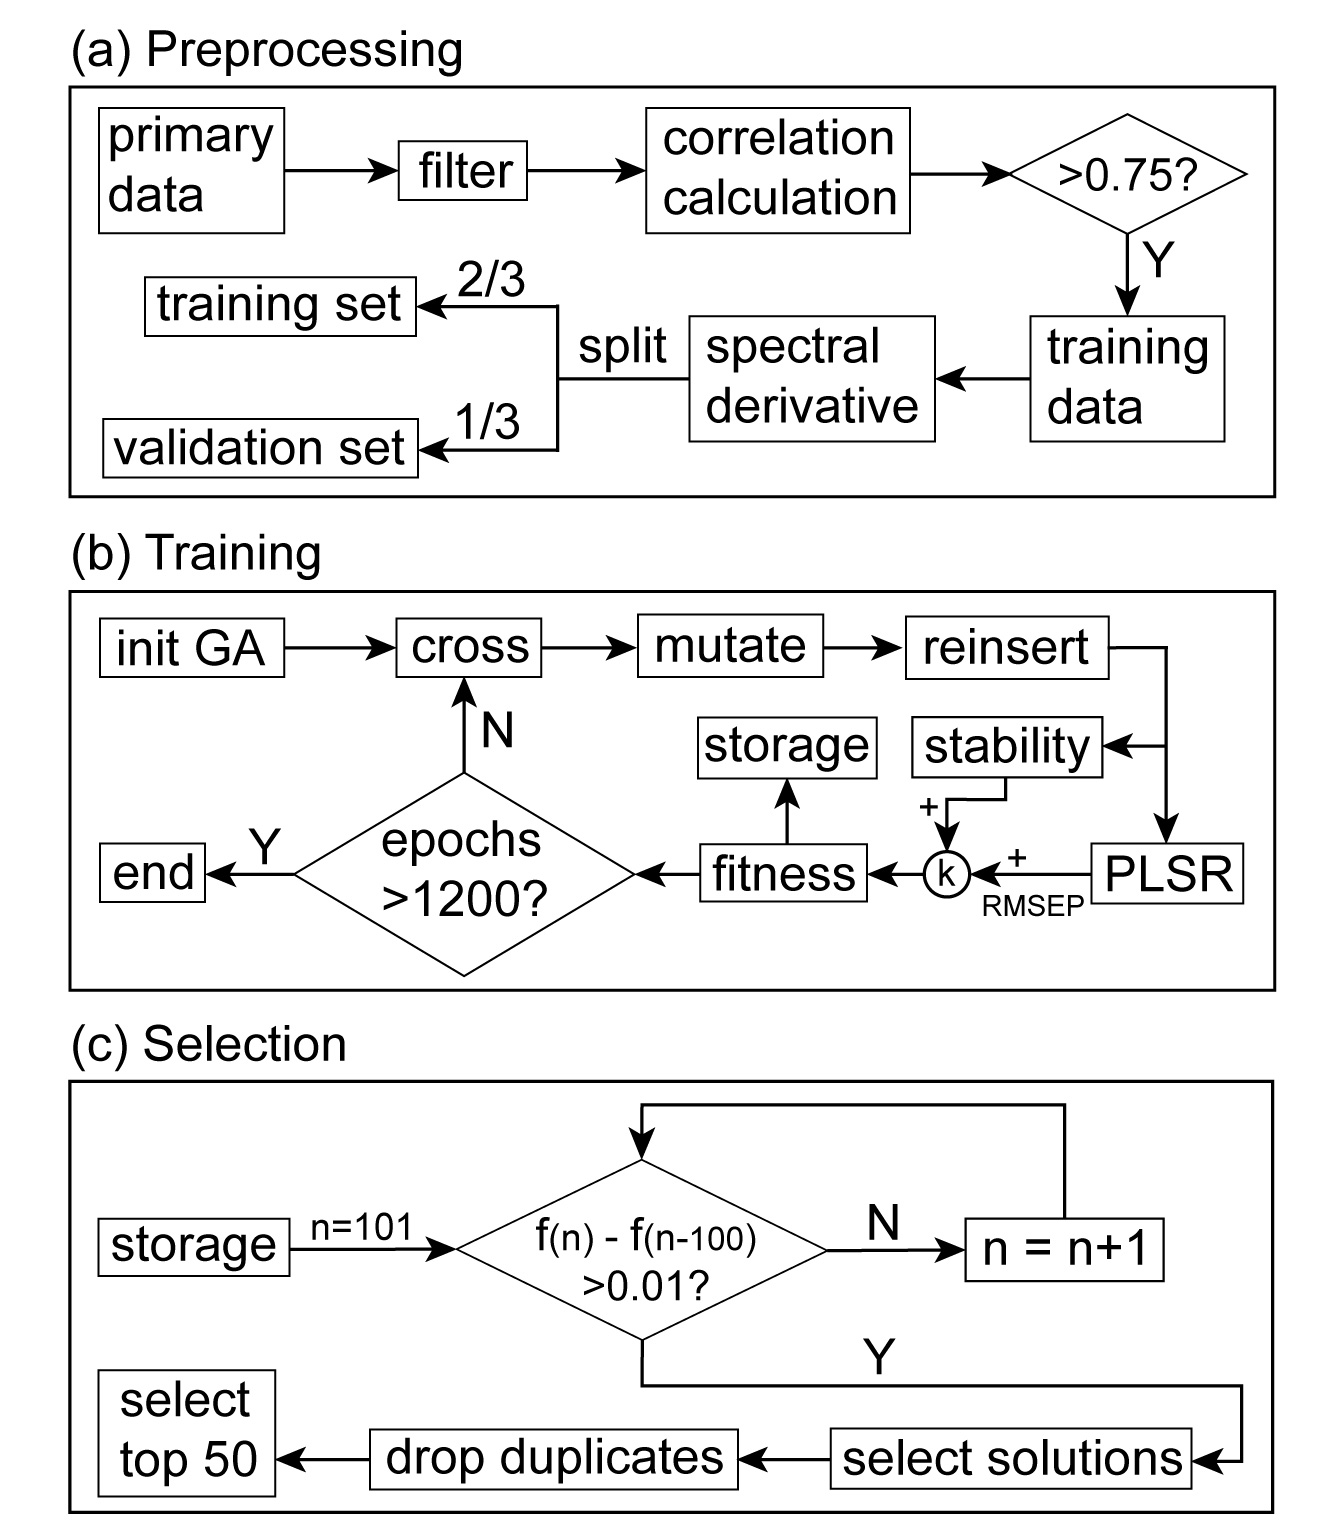 (a) Preprocessing
primary
data
filter
correlation
calculation
>0.75?
Y
training
data
spectral
derivative
split
2/3
training set
1/3
validation set
(b) Training
init GA
cross
mutate
reinsert
stability
+
PLSR
+
RMSEP
k
fitness
storage
epochs
>1200?
N
Y
end
(c) Selection
storage
n=101
f(n) - f(n-100)
>0.01?
N
n = n+1
Y
select solutions
drop duplicates
select
top 50